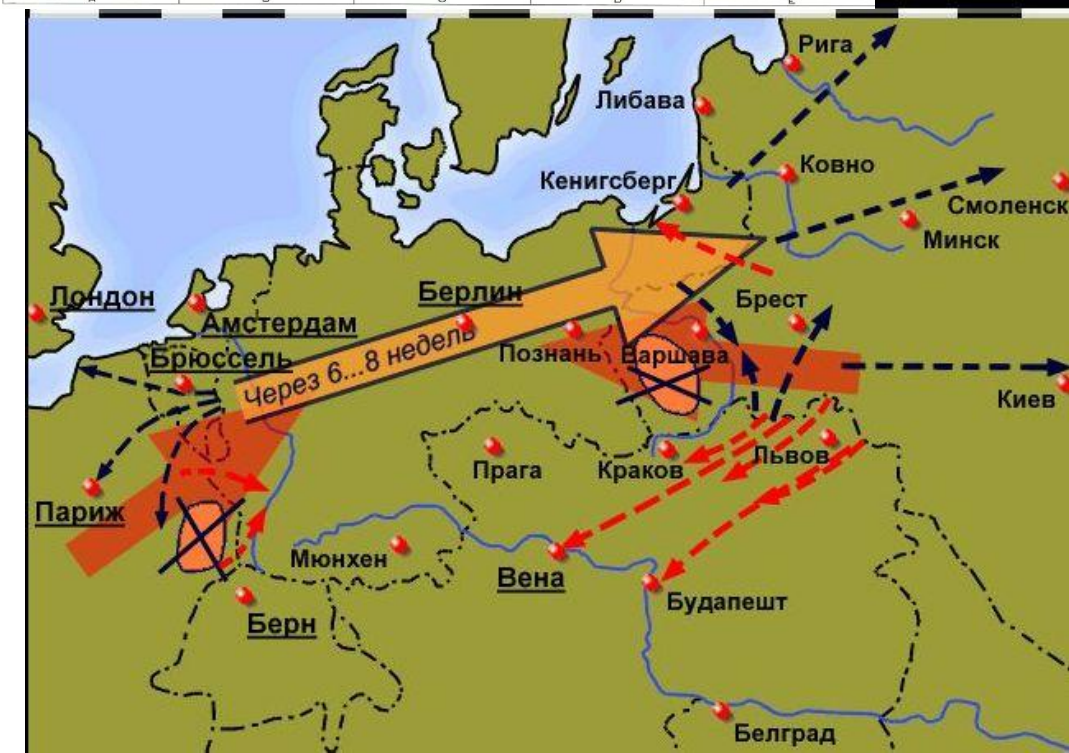 Рига
Либава
Ковно
Кенигсберг
Смоленск
Минск
Лондон
Берлин
Брест
Амстердам
Познань
Варшава
Брюссель
Через 6...8 недель
Киев
Прага
Краков
Львов
Париж
Мюнхен
Вена
Будапешт
Берн
Белград